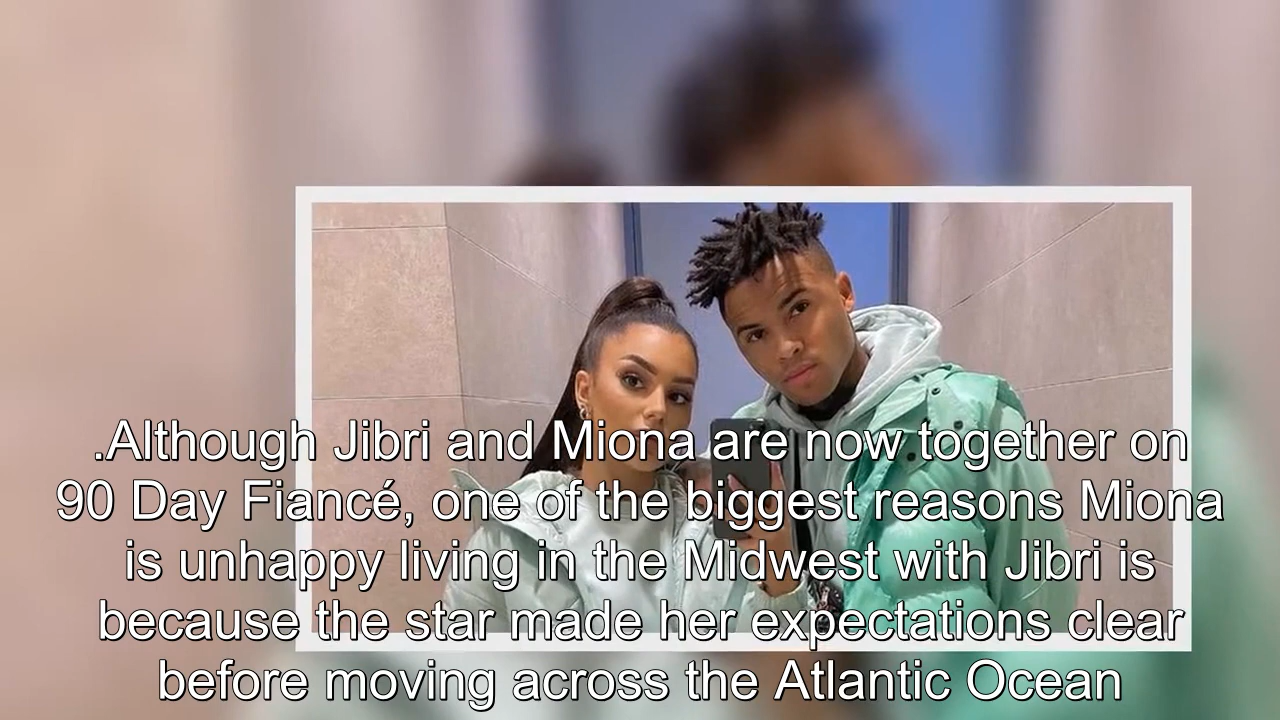 .Although Jibri and Miona are now together on
90 Day Fiancé, one of the biggest reasons Miona
is unhappy living in the Midwest with Jibri is
because the star made her expectations clear
before moving across the Atlantic Ocean